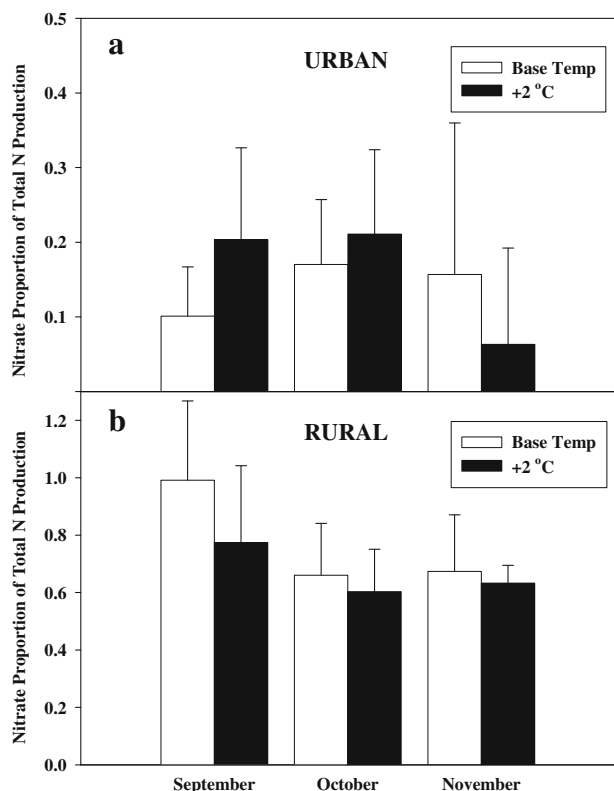 a
URBAN
Base Temp
+2 °C
Nitrate Proportion of Total N Production
0.5
0.4
0.3
0.2
0.1
b
RURAL
Base Temp
+2 °C
Nitrate Proportion of Total N Production
1.2
1.0
0.8
0.6
0.4
0.2
0.0
September October November